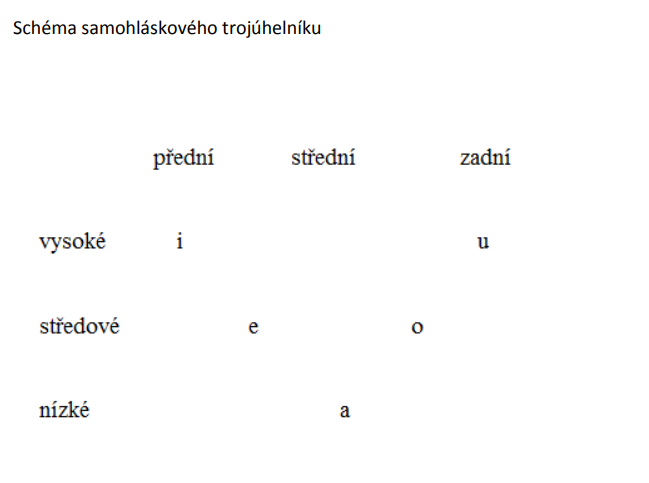 Schéma samohláskového trojúhelníku
přední střední zadní
vysoké i u
středové e o
nízké a